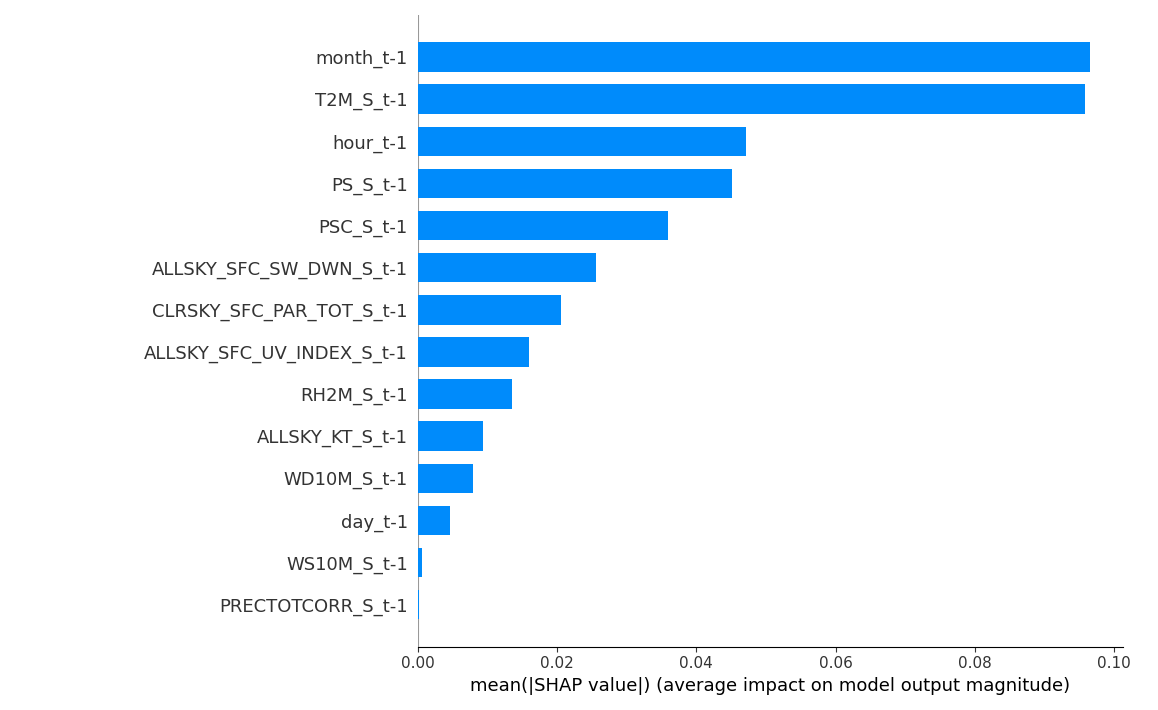 month_t-1
T2M_S_t-1
hour_t-1
PS_S_t-1
PSC_S_t-1
ALLSKY_SFC_SW_DWN_S_t-1
CLRSKY_SFC_PAR_TOT_S_t-1
ALLSKY_SFC_UV_INDEX_S_t-1
RH2M_S_t-1
ALLSKY_KT_S_t-1
WD10M_S_t-1
day_t-1
WS10M_S_t-1
PRECTOTCORR_S_t-1
0.00 0.02 0.04 0.06 0.08 0.10
mean(|SHAP value|) (average impact on model output magnitude)